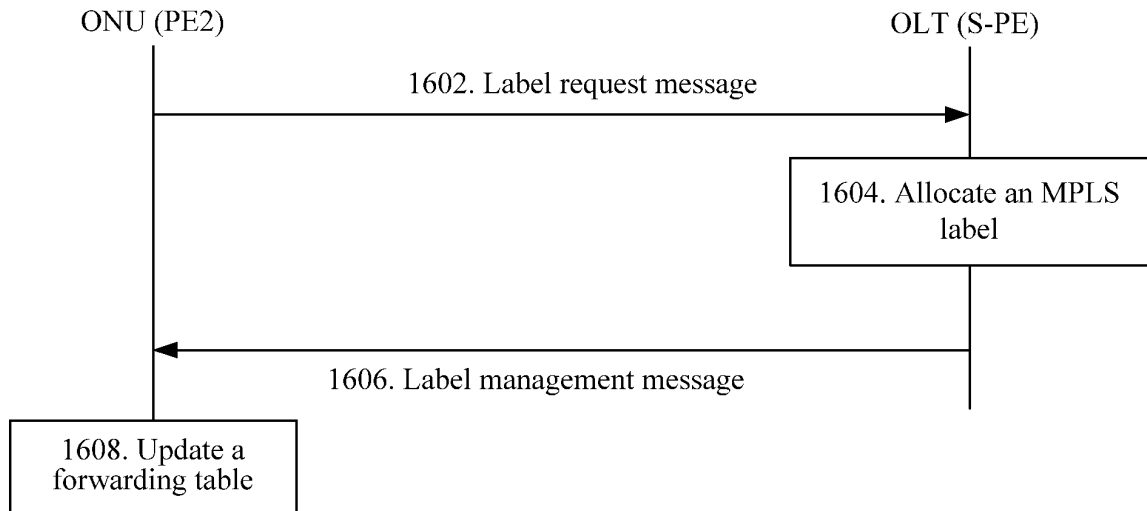 ONU (PE2)
OLT (S-PE)
1602. Label request message
1604. Allocate an MPLS
label
1606. Label management message
1608. Update a
forwarding table